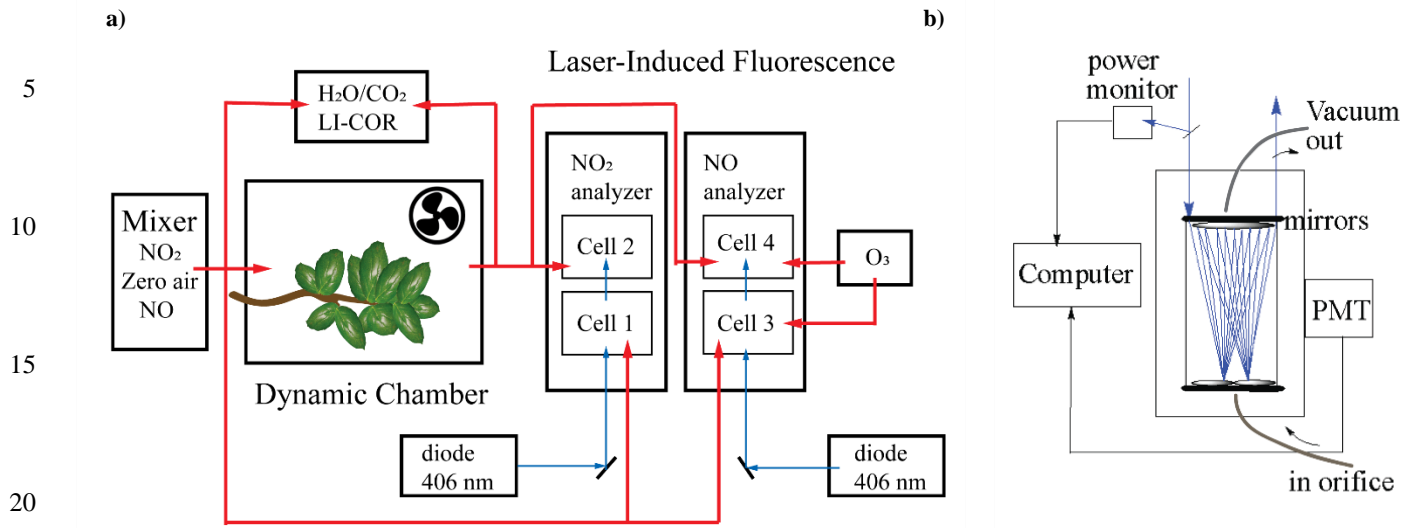 a)
b)
5
10
15
20
Laser-Induced Fluorescence
H₂O/CO₂
LI-COR
Mixer
NO₂
Zero air
NO
Dynamic Chamber
NO₂
analyzer
Cell 2
Cell 1
NO
analyzer
Cell 4
Cell 3
O₃
diode
406 nm
diode
406 nm
power
monitor
Vacuum
out
mirrors
Computer
PMT
in orifice